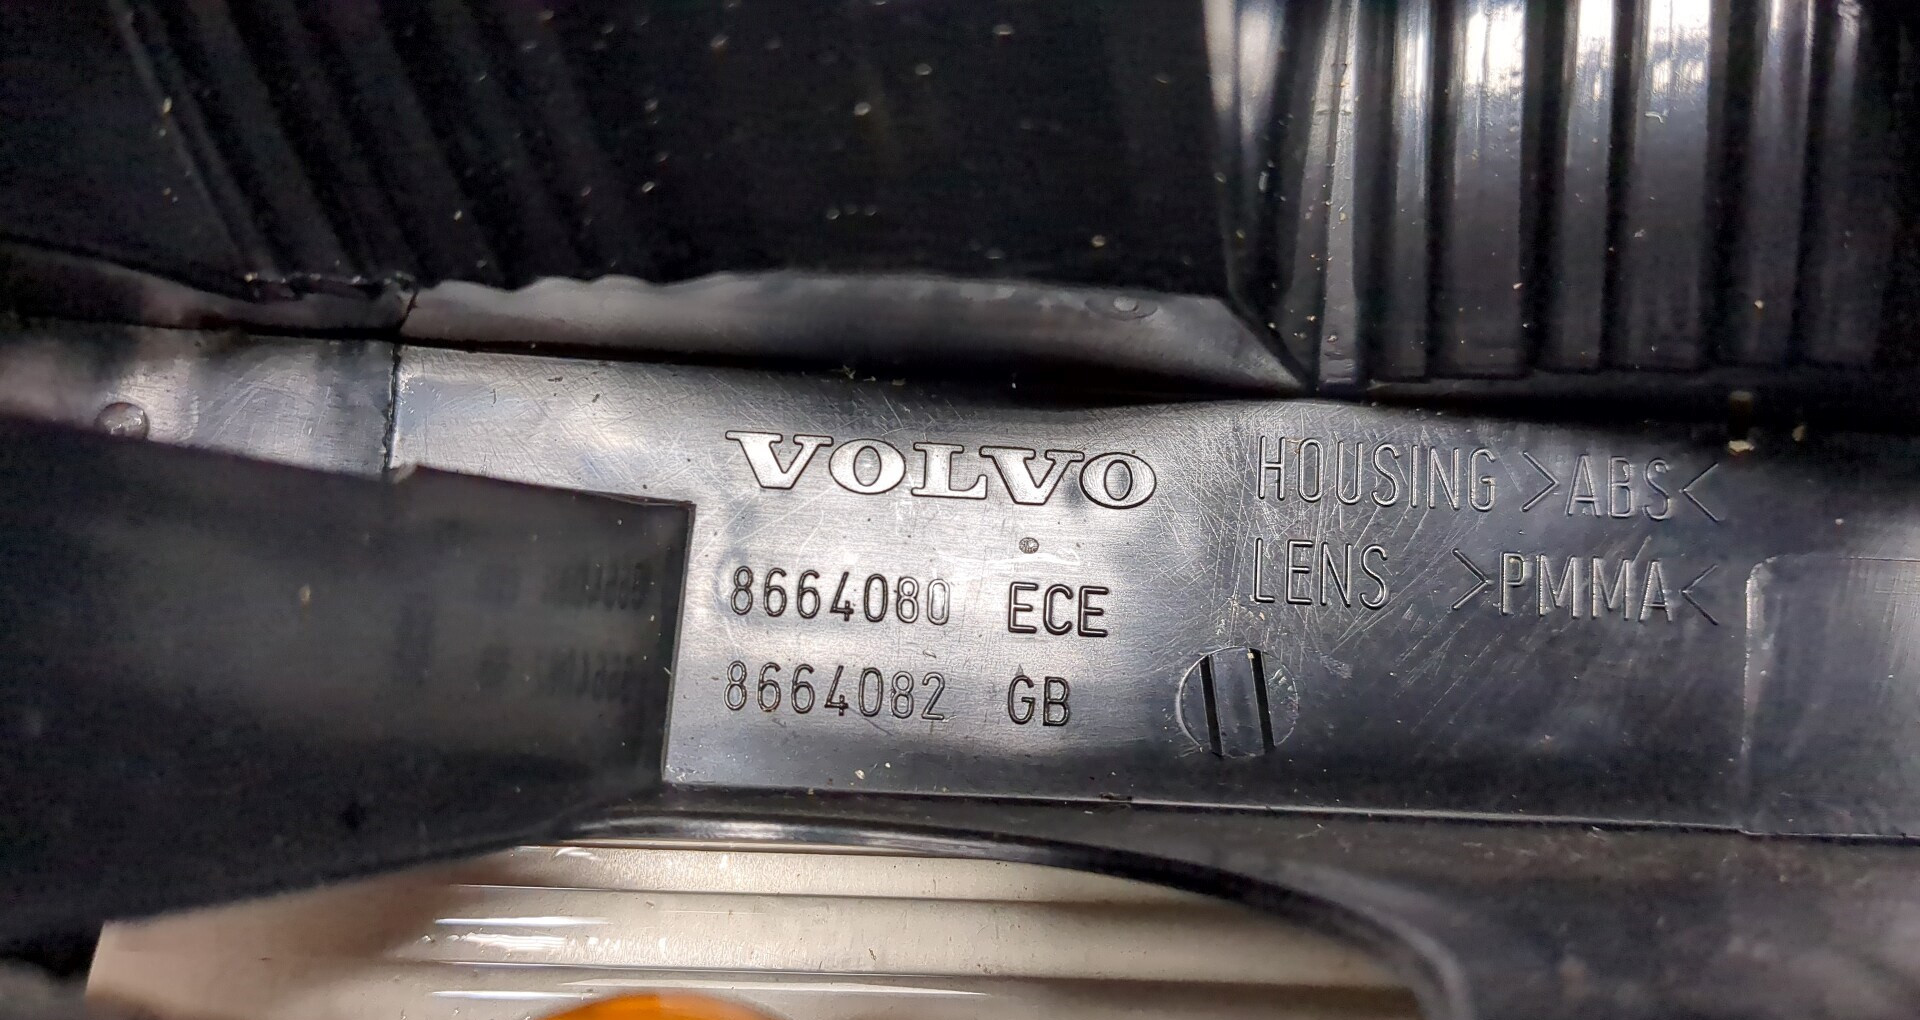 VOLVO
HOUSING >ABS<
LENS >PMMA<
8664080 ECE
8664082 GB